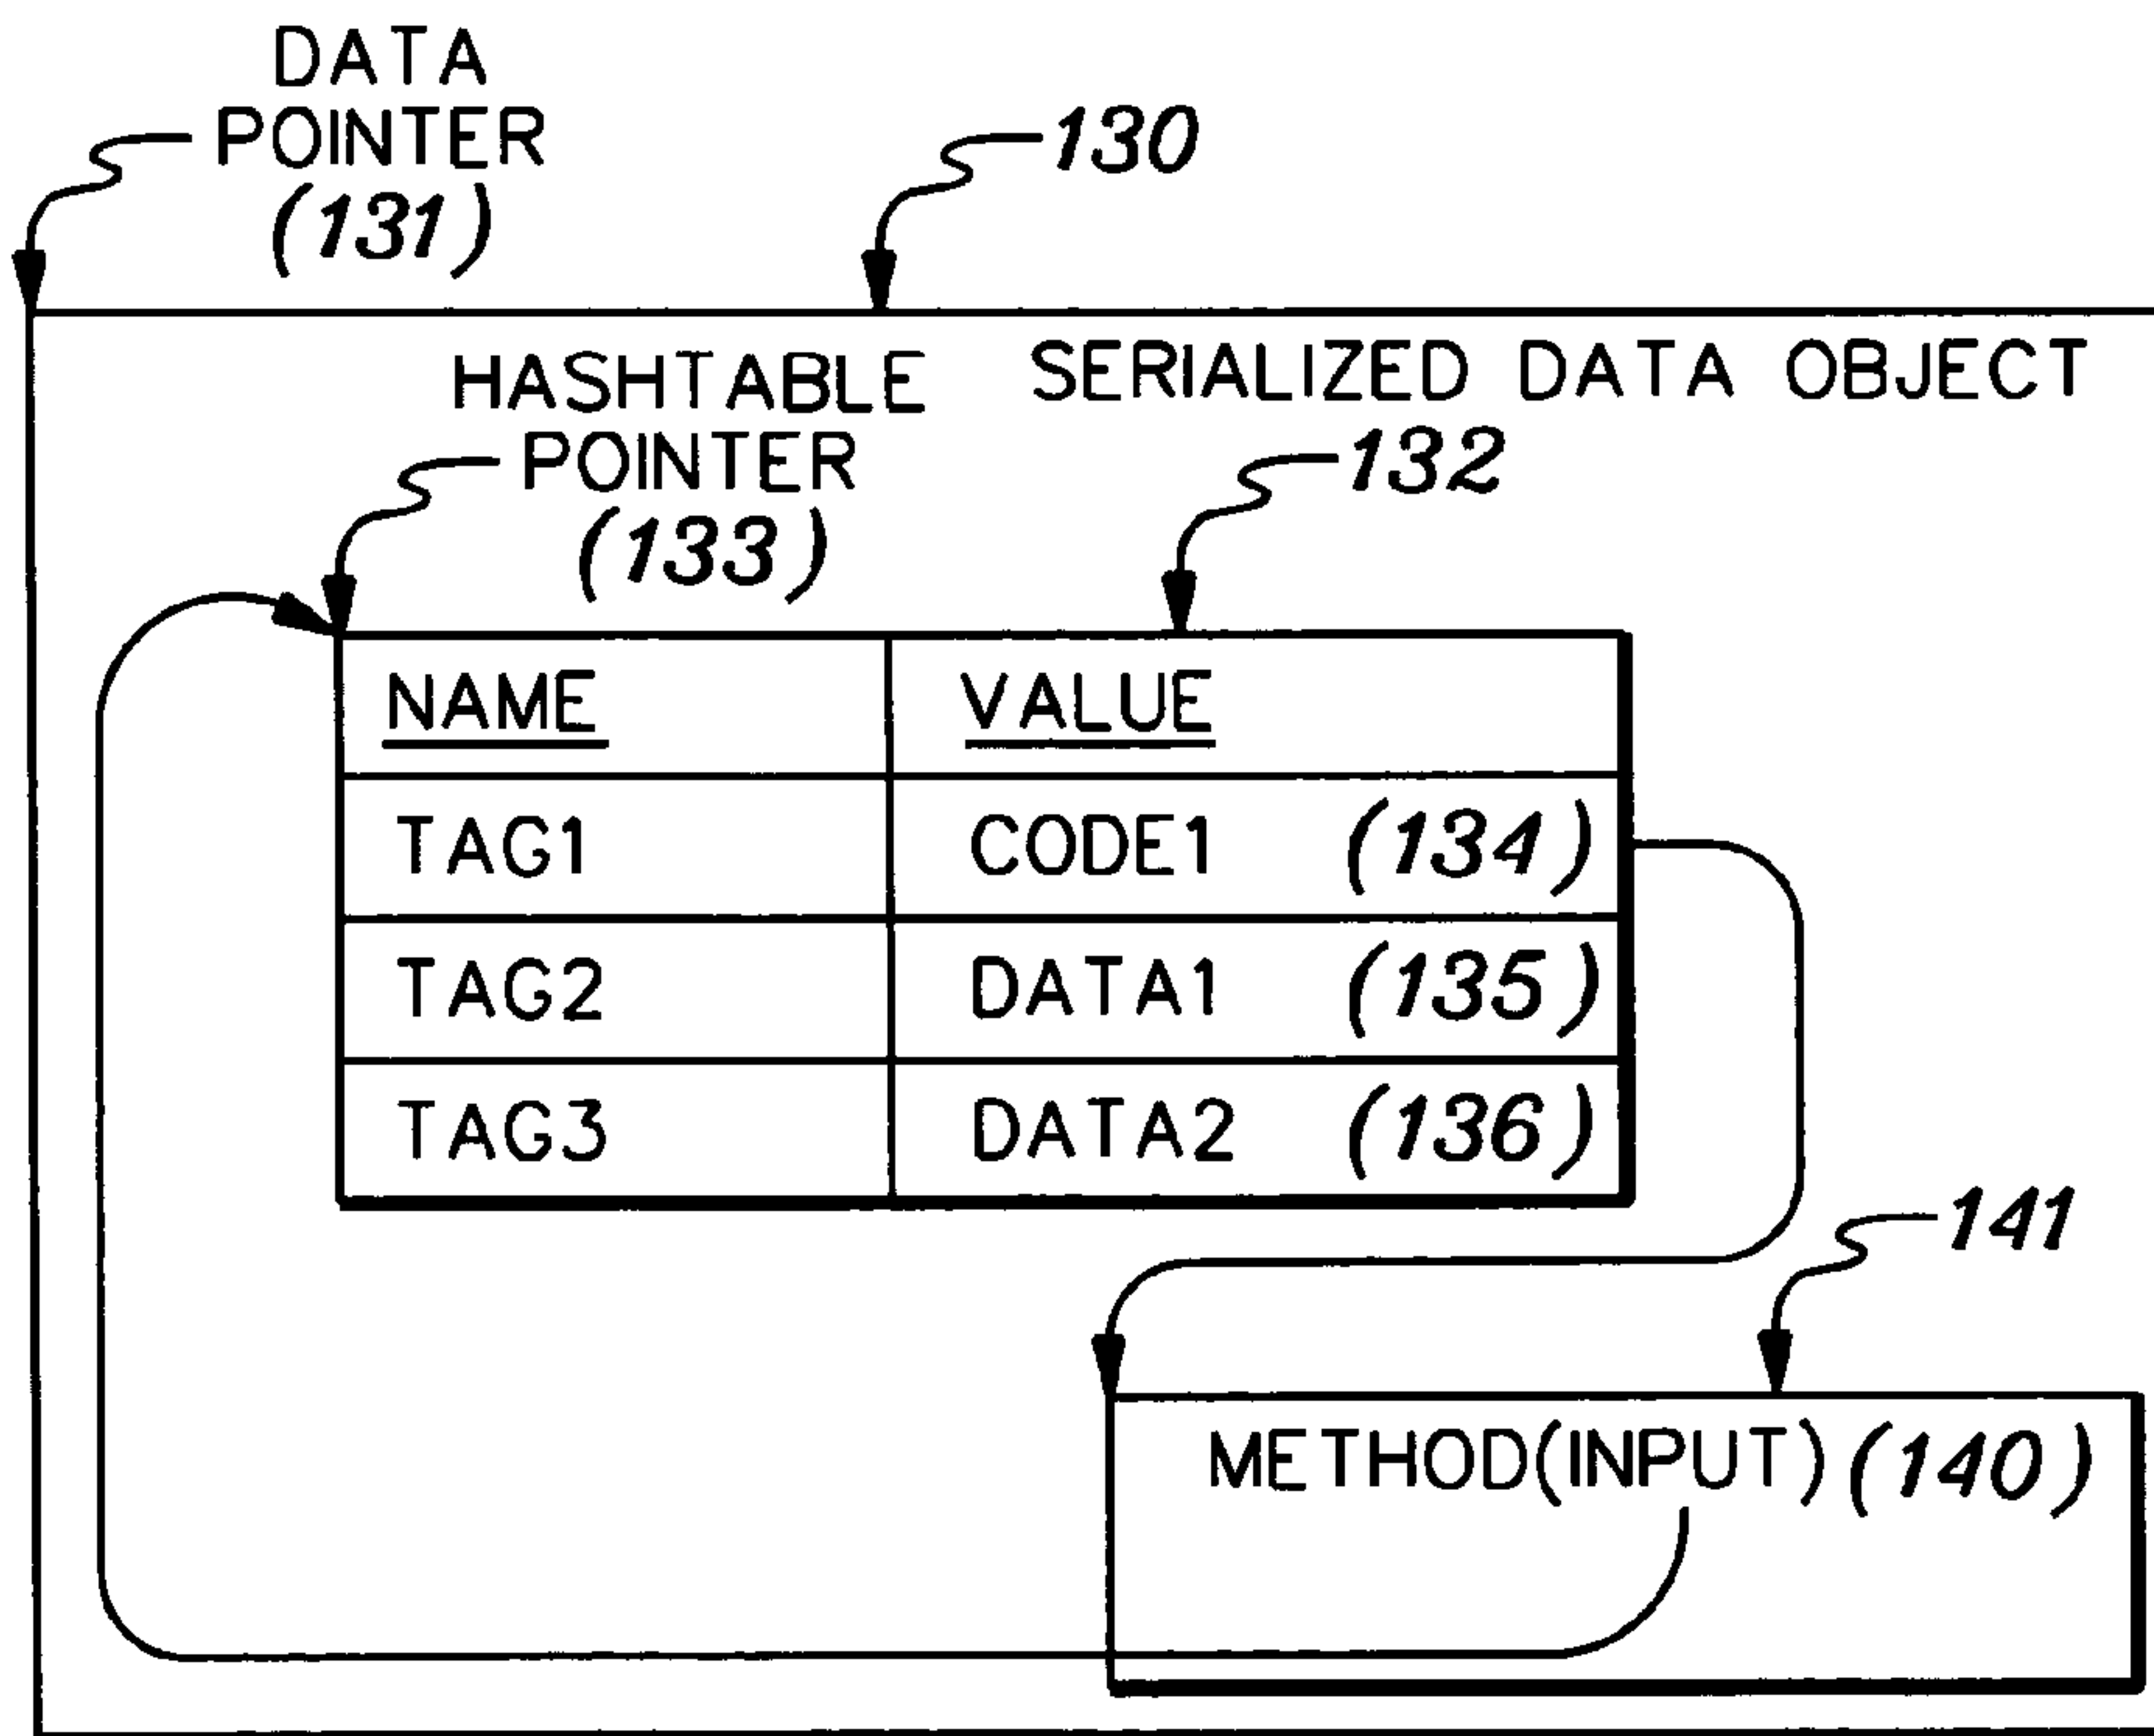 DATA
POINTER
(131)
130
HASHTABLE SERIALIZED DATA OBJECT
POINTER
(133)
132
NAME VALUE
TAG1 CODE1 (134)
TAG2 DATA1 (135)
TAG3 DATA2 (136)
141
METHOD(INPUT) (140)